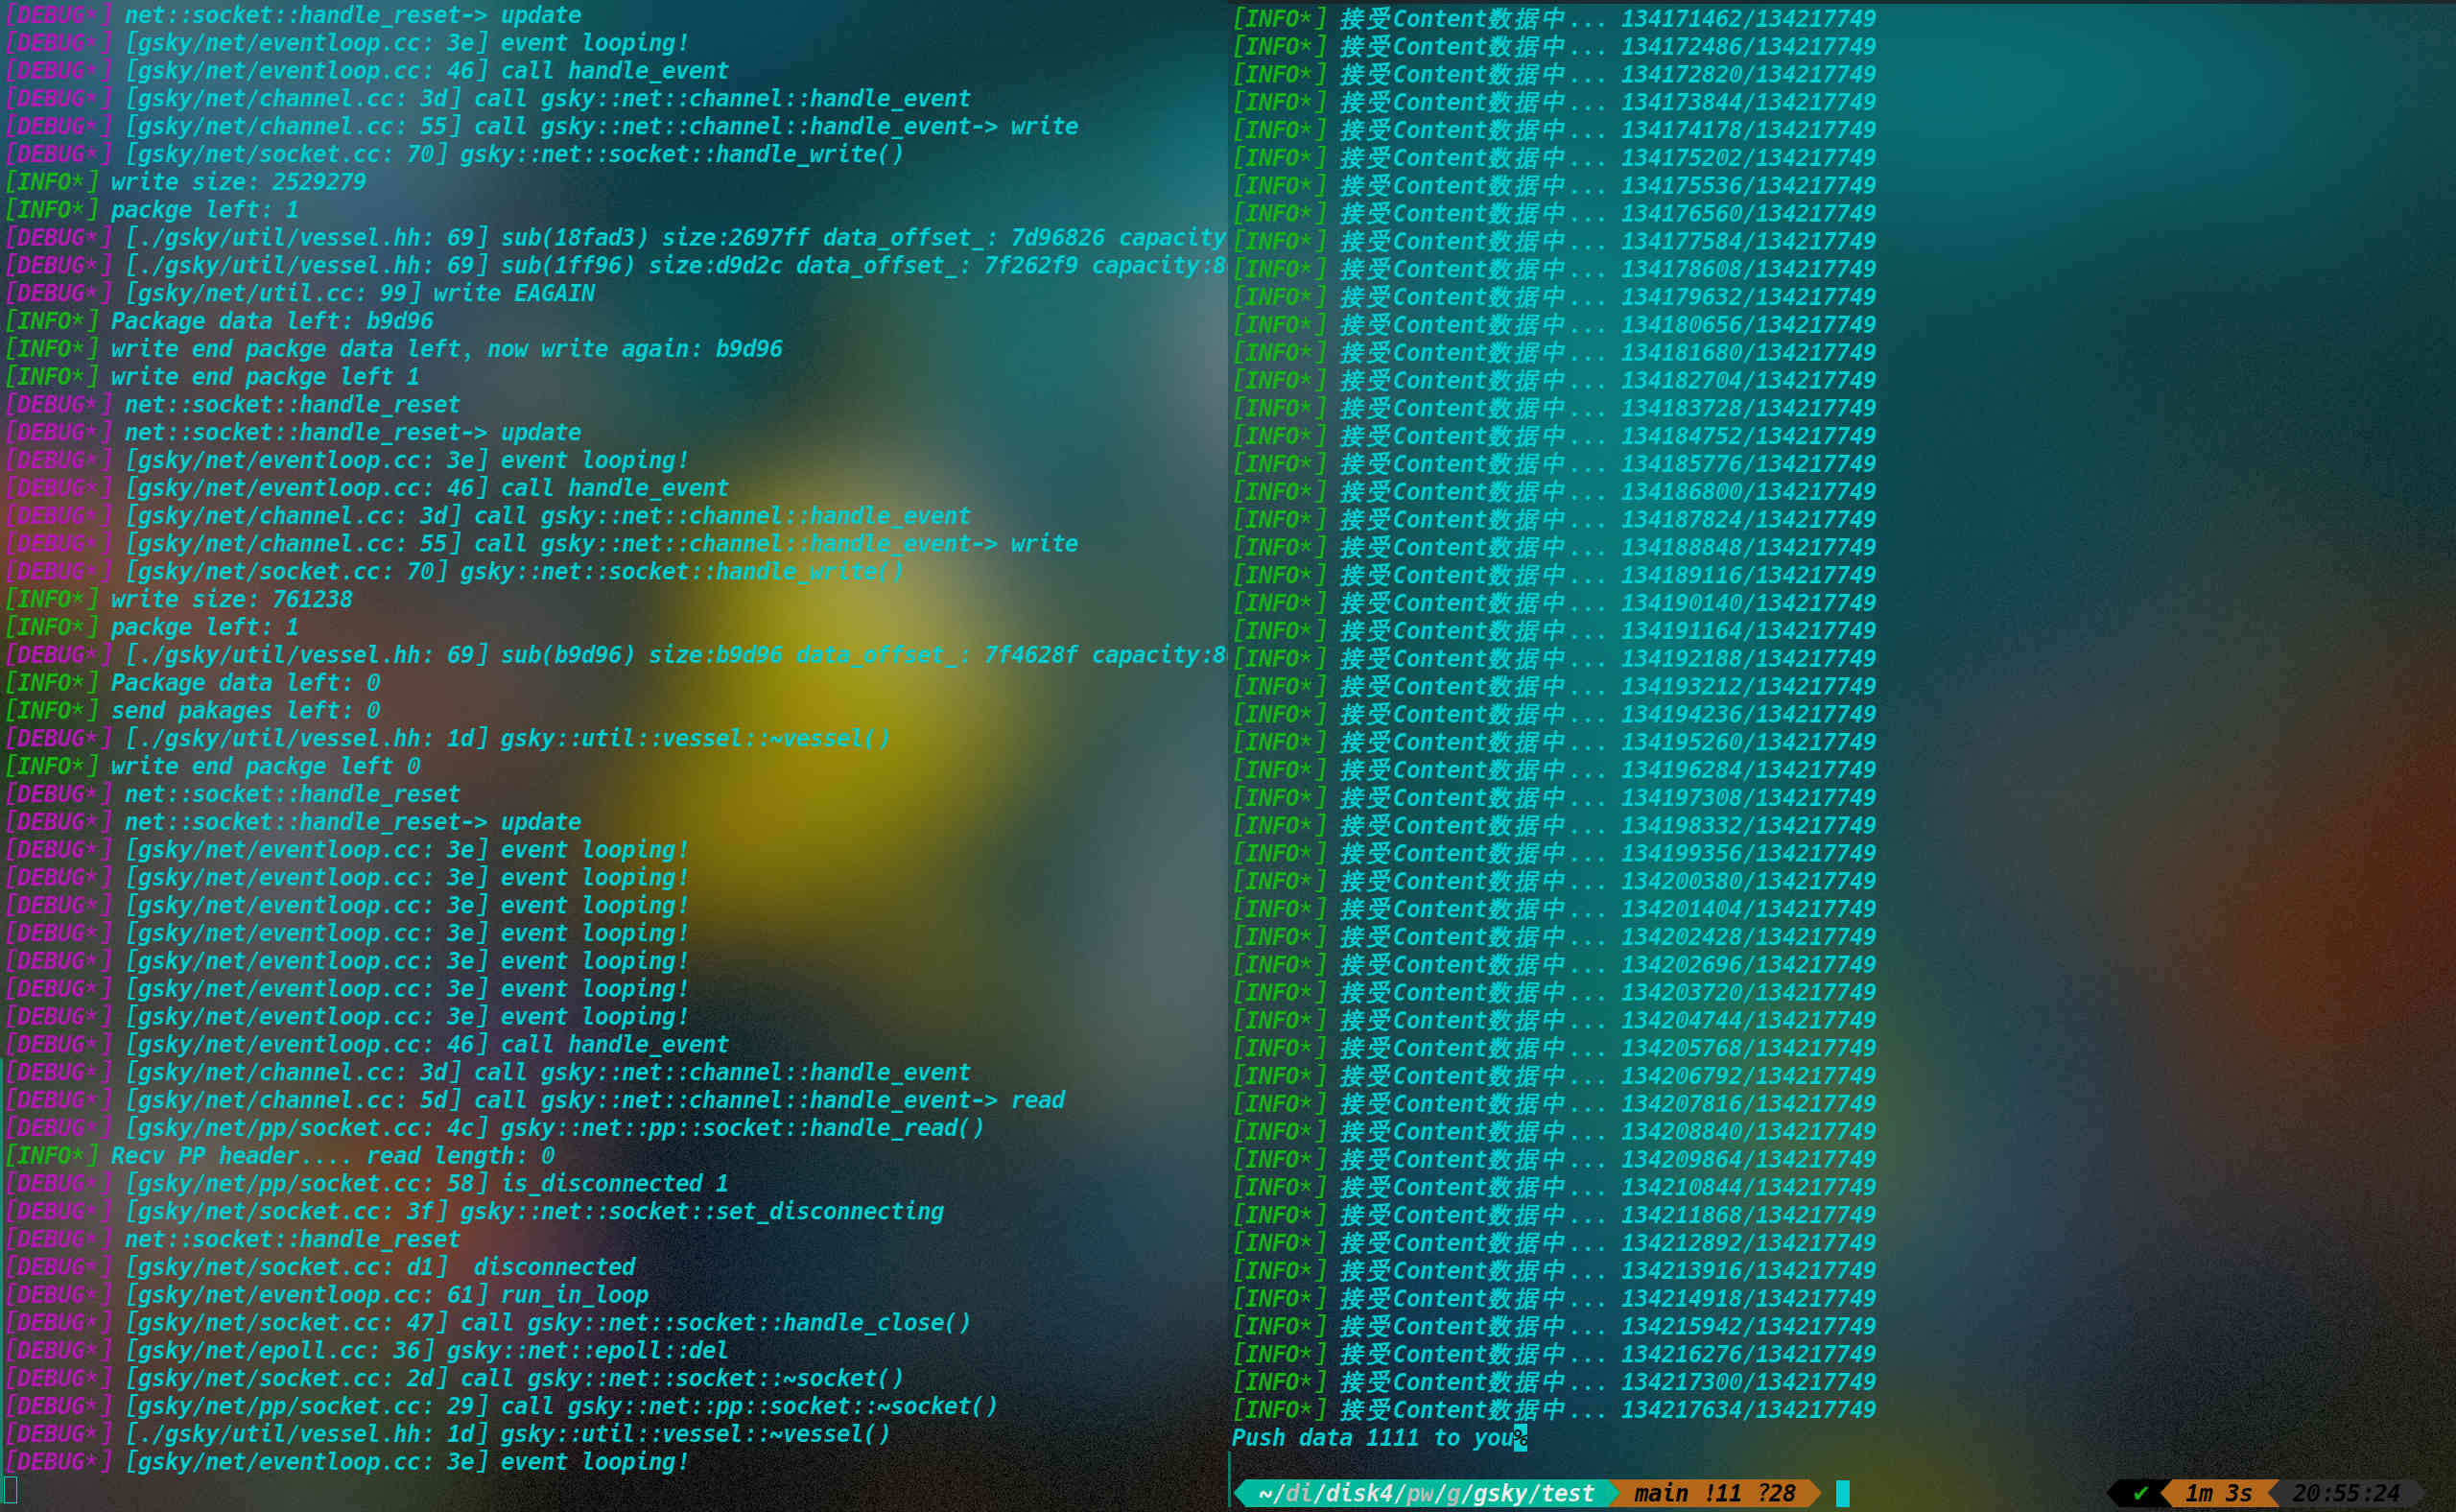 [DEBUG*] net::socket::handle_reset-> update
[DEBUG*] [gsky/net/eventloop.cc: 3e] event looping!
[DEBUG*] [gsky/net/eventloop.cc: 46] call handle_event
[DEBUG*] [gsky/net/channel.cc: 3d] call gsky::net::channel::handle_event
[DEBUG*] [gsky/net/channel.cc: 55] call gsky::net::channel::handle_event-> write
[DEBUG*] [gsky/net/socket.cc: 70] gsky::net::socket::handle_write()
[INFO*] write size: 2529279
[INFO*] packge left: 1
[DEBUG*] [./gsky/util/vessel.hh: 69] sub(18fad3) size:2697ff data_offset_: 7d96826 capacity
[DEBUG*] [./gsky/util/vessel.hh: 69] sub(1ff96) size:d9d2c data_offset_: 7f262f9 capacity:8
[DEBUG*] [gsky/net/util.cc: 99] write EAGAIN
[INFO*] Package data left: b9d96
[INFO*] write end packge data left, now write again: b9d96
[INFO*] write end packge left 1
[DEBUG*] net::socket::handle_reset
[DEBUG*] net::socket::handle_reset-> update
[DEBUG*] [gsky/net/eventloop.cc: 3e] event looping!
[DEBUG*] [gsky/net/eventloop.cc: 46] call handle_event
[DEBUG*] [gsky/net/channel.cc: 3d] call gsky::net::channel::handle_event
[DEBUG*] [gsky/net/channel.cc: 55] call gsky::net::channel::handle_event-> write
[DEBUG*] [gsky/net/socket.cc: 70] gsky::net::socket::handle_write()
[INFO*] write size: 761238
[INFO*] packge left: 1
[DEBUG*] [./gsky/util/vessel.hh: 69] sub(b9d96) size:b9d96 data_offset_: 7f4628f capacity:8
[INFO*] Package data left: 0
[INFO*] send pakages left: 0
[DEBUG*] [./gsky/util/vessel.hh: 1d] gsky::util::vessel::~vessel()
[INFO*] write end packge left 0
[DEBUG*] net::socket::handle_reset
[DEBUG*] net::socket::handle_reset-> update
[DEBUG*] [gsky/net/eventloop.cc: 3e] event looping!
[DEBUG*] [gsky/net/eventloop.cc: 3e] event looping!
[DEBUG*] [gsky/net/eventloop.cc: 3e] event looping!
[DEBUG*] [gsky/net/eventloop.cc: 3e] event looping!
[DEBUG*] [gsky/net/eventloop.cc: 3e] event looping!
[DEBUG*] [gsky/net/eventloop.cc: 3e] event looping!
[DEBUG*] [gsky/net/eventloop.cc: 3e] event looping!
[DEBUG*] [gsky/net/eventloop.cc: 46] call handle_event
[DEBUG*] [gsky/net/channel.cc: 3d] call gsky::net::channel::handle_event
[DEBUG*] [gsky/net/channel.cc: 5d] call gsky::net::channel::handle_event-> read
[DEBUG*] [gsky/net/pp/socket.cc: 4c] gsky::net::pp::socket::handle_read()
[INFO*] Recv PP header.... read length: 0
[DEBUG*] [gsky/net/pp/socket.cc: 58] is_disconnected 1
[DEBUG*] [gsky/net/socket.cc: 3f] gsky::net::socket::set_disconnecting
[DEBUG*] net::socket::handle_reset
[DEBUG*] [gsky/net/socket.cc: d1]  disconnected
[DEBUG*] [gsky/net/eventloop.cc: 61] run_in_loop
[DEBUG*] [gsky/net/socket.cc: 47] call gsky::net::socket::handle_close()
[DEBUG*] [gsky/net/epoll.cc: 36] gsky::net::epoll::del
[DEBUG*] [gsky/net/socket.cc: 2d] call gsky::net::socket::~socket()
[DEBUG*] [gsky/net/pp/socket.cc: 29] call gsky::net::pp::socket::~socket()
[DEBUG*] [./gsky/util/vessel.hh: 1d] gsky::util::vessel::~vessel()
[DEBUG*] [gsky/net/eventloop.cc: 3e] event looping!
[INFO*] 接受Content数据中... 134171462/134217749
[INFO*] 接受Content数据中... 134172486/134217749
[INFO*] 接受Content数据中... 134172820/134217749
[INFO*] 接受Content数据中... 134173844/134217749
[INFO*] 接受Content数据中... 134174178/134217749
[INFO*] 接受Content数据中... 134175202/134217749
[INFO*] 接受Content数据中... 134175536/134217749
[INFO*] 接受Content数据中... 134176560/134217749
[INFO*] 接受Content数据中... 134177584/134217749
[INFO*] 接受Content数据中... 134178608/134217749
[INFO*] 接受Content数据中... 134179632/134217749
[INFO*] 接受Content数据中... 134180656/134217749
[INFO*] 接受Content数据中... 134181680/134217749
[INFO*] 接受Content数据中... 134182704/134217749
[INFO*] 接受Content数据中... 134183728/134217749
[INFO*] 接受Content数据中... 134184752/134217749
[INFO*] 接受Content数据中... 134185776/134217749
[INFO*] 接受Content数据中... 134186800/134217749
[INFO*] 接受Content数据中... 134187824/134217749
[INFO*] 接受Content数据中... 134188848/134217749
[INFO*] 接受Content数据中... 134189116/134217749
[INFO*] 接受Content数据中... 134190140/134217749
[INFO*] 接受Content数据中... 134191164/134217749
[INFO*] 接受Content数据中... 134192188/134217749
[INFO*] 接受Content数据中... 134193212/134217749
[INFO*] 接受Content数据中... 134194236/134217749
[INFO*] 接受Content数据中... 134195260/134217749
[INFO*] 接受Content数据中... 134196284/134217749
[INFO*] 接受Content数据中... 134197308/134217749
[INFO*] 接受Content数据中... 134198332/134217749
[INFO*] 接受Content数据中... 134199356/134217749
[INFO*] 接受Content数据中... 134200380/134217749
[INFO*] 接受Content数据中... 134201404/134217749
[INFO*] 接受Content数据中... 134202428/134217749
[INFO*] 接受Content数据中... 134202696/134217749
[INFO*] 接受Content数据中... 134203720/134217749
[INFO*] 接受Content数据中... 134204744/134217749
[INFO*] 接受Content数据中... 134205768/134217749
[INFO*] 接受Content数据中... 134206792/134217749
[INFO*] 接受Content数据中... 134207816/134217749
[INFO*] 接受Content数据中... 134208840/134217749
[INFO*] 接受Content数据中... 134209864/134217749
[INFO*] 接受Content数据中... 134210844/134217749
[INFO*] 接受Content数据中... 134211868/134217749
[INFO*] 接受Content数据中... 134212892/134217749
[INFO*] 接受Content数据中... 134213916/134217749
[INFO*] 接受Content数据中... 134214918/134217749
[INFO*] 接受Content数据中... 134215942/134217749
[INFO*] 接受Content数据中... 134216276/134217749
[INFO*] 接受Content数据中... 134217300/134217749
[INFO*] 接受Content数据中... 134217634/134217749
Push data 1111 to you%
~/di/disk4/pw/g/gsky/test main !11 ?28 ✔ 1m 3s 20:55:24